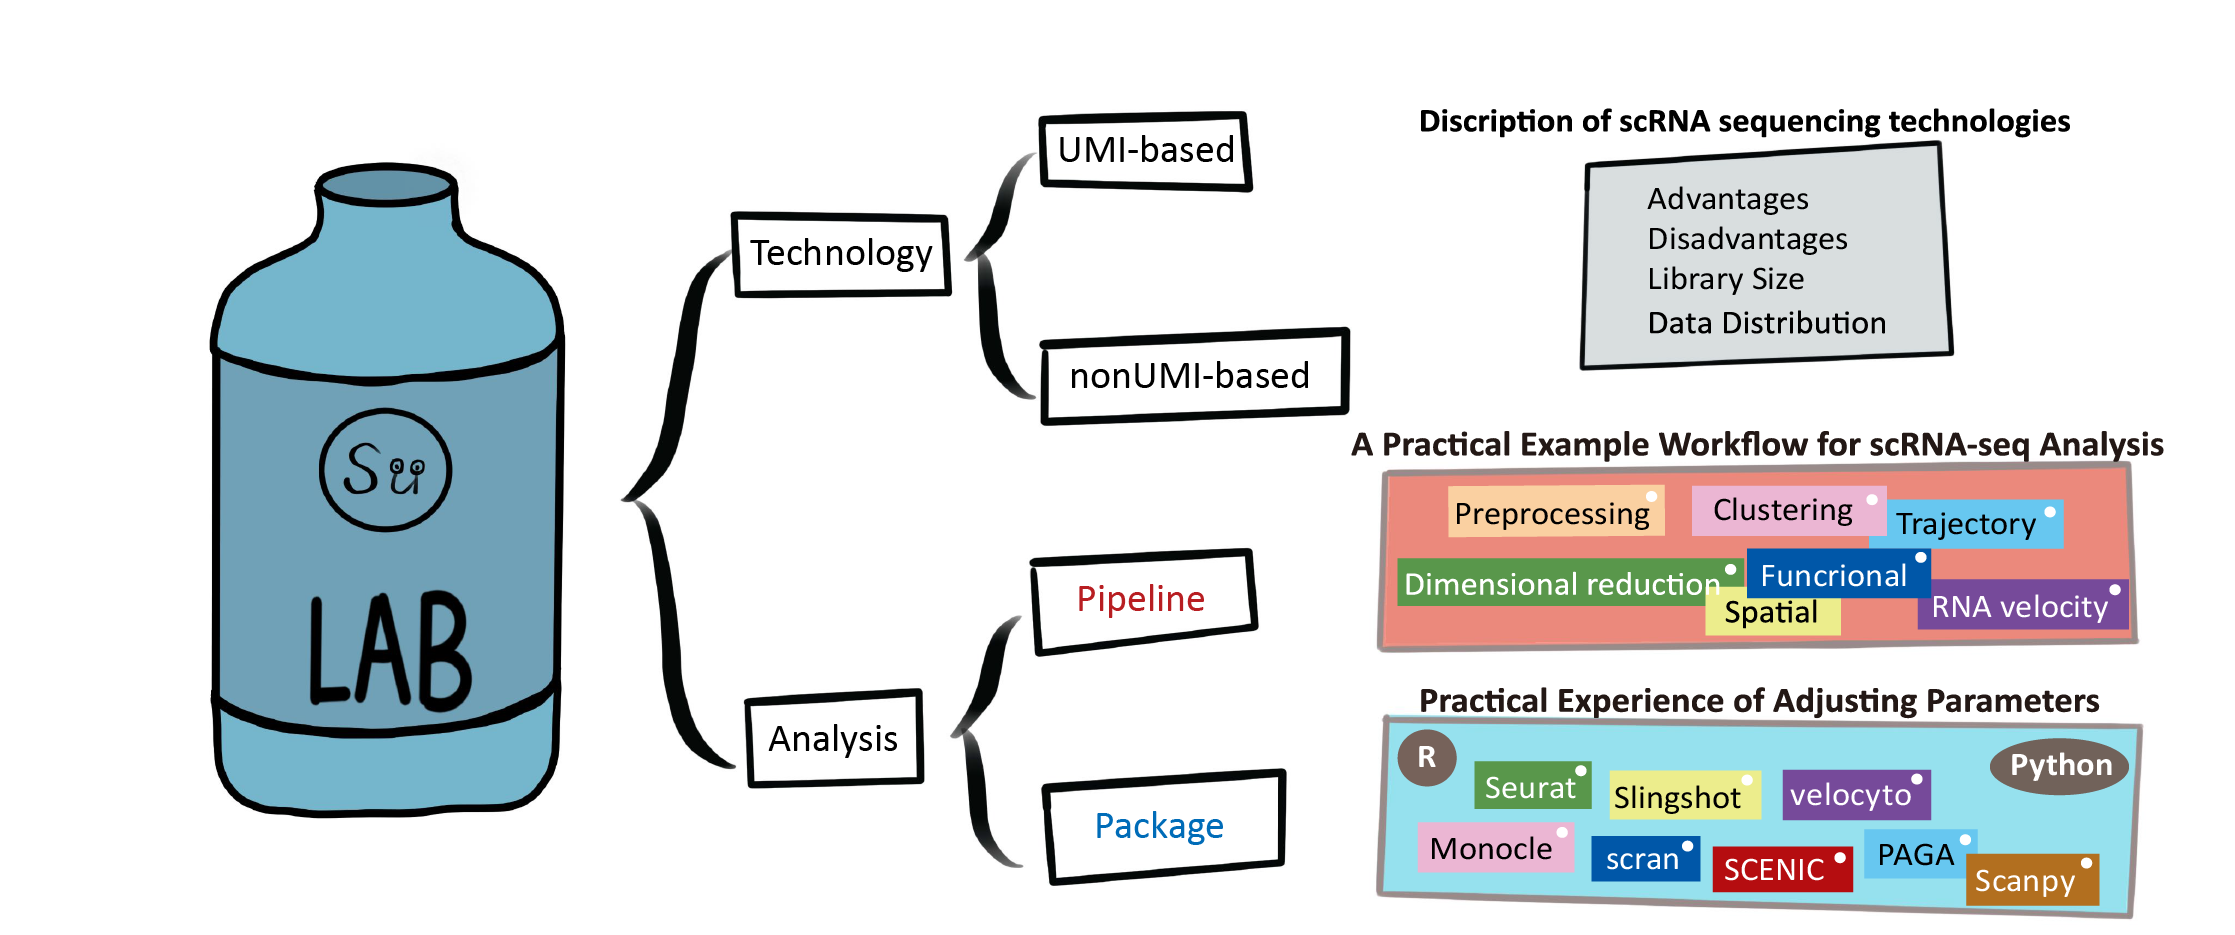 Su
LAB
Technology
UMI-based
nonUMI-based
Analysis
Pipeline
Package
Discription of scRNA sequencing technologies
Advantages
Disadvantages
Library Size
Data Distribution
A Practical Example Workflow for scRNA-seq Analysis
Preprocessing
Clustering
Trajectory
Dimensional reduction
Funcrional
Spatial
RNA velocity
Practical Experience of Adjusting Parameters
R
Python
Seurat
Slingshot
velocyto
Monocle
scran
SCENIC
PAGA
Scanpy